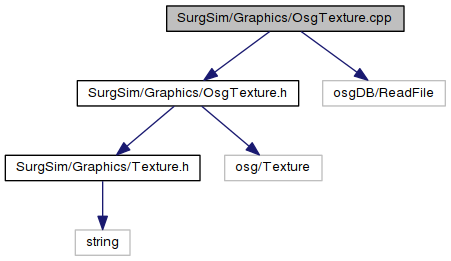 SurgSim/Graphics/OsgTexture.cpp
SurgSim/Graphics/OsgTexture.h
osgDB/ReadFile
SurgSim/Graphics/Texture.h
osg/Texture
string